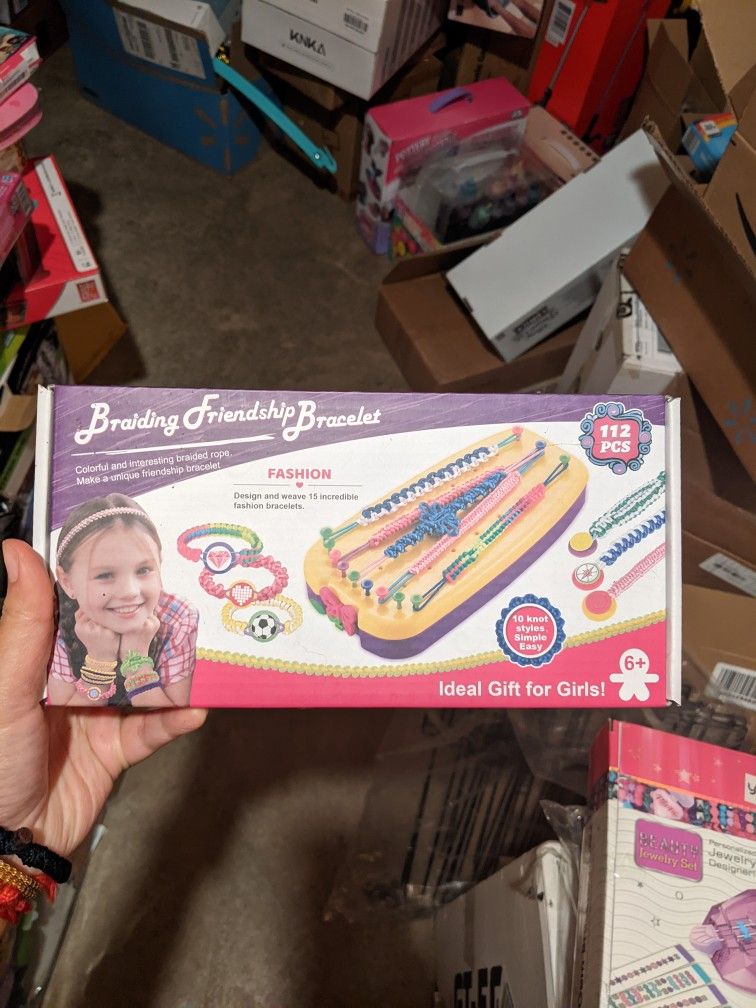 KNKA
Braiding Friendship Bracelet
Colorful and interesting braided rope.
Make a unique friendship bracelet
FASHION
Design and weave 15 incredible
fashion bracelets.
112
PCS
10 knot
styles
Simple
Easy
6+
Ideal Gift for Girls!
BEAUTY
Jewelry Set
Jewelry
Designer